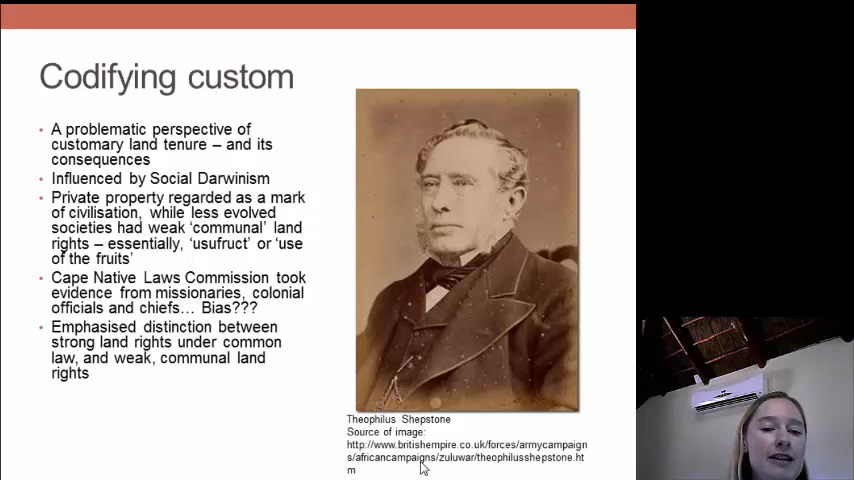 Codifying custom
• A problematic perspective of
customary land tenure – and its
consequences
• Influenced by Social Darwinism
• Private property regarded as a mark
of civilisation, while less evolved
societies had weak 'communal' land
rights – essentially, 'usufruct' or 'use
of the fruits'
• Cape Native Laws Commission took
evidence from missionaries, colonial
officials and chiefs… Bias???
• Emphasised distinction between
strong land rights under common
law, and weak, communal land
rights
Theophilus Shepstone
Source of image:
http://www.britishempire.co.uk/forces/armycampaign
s/africancampaigns/zuluwar/theophilusshepstone.ht
m